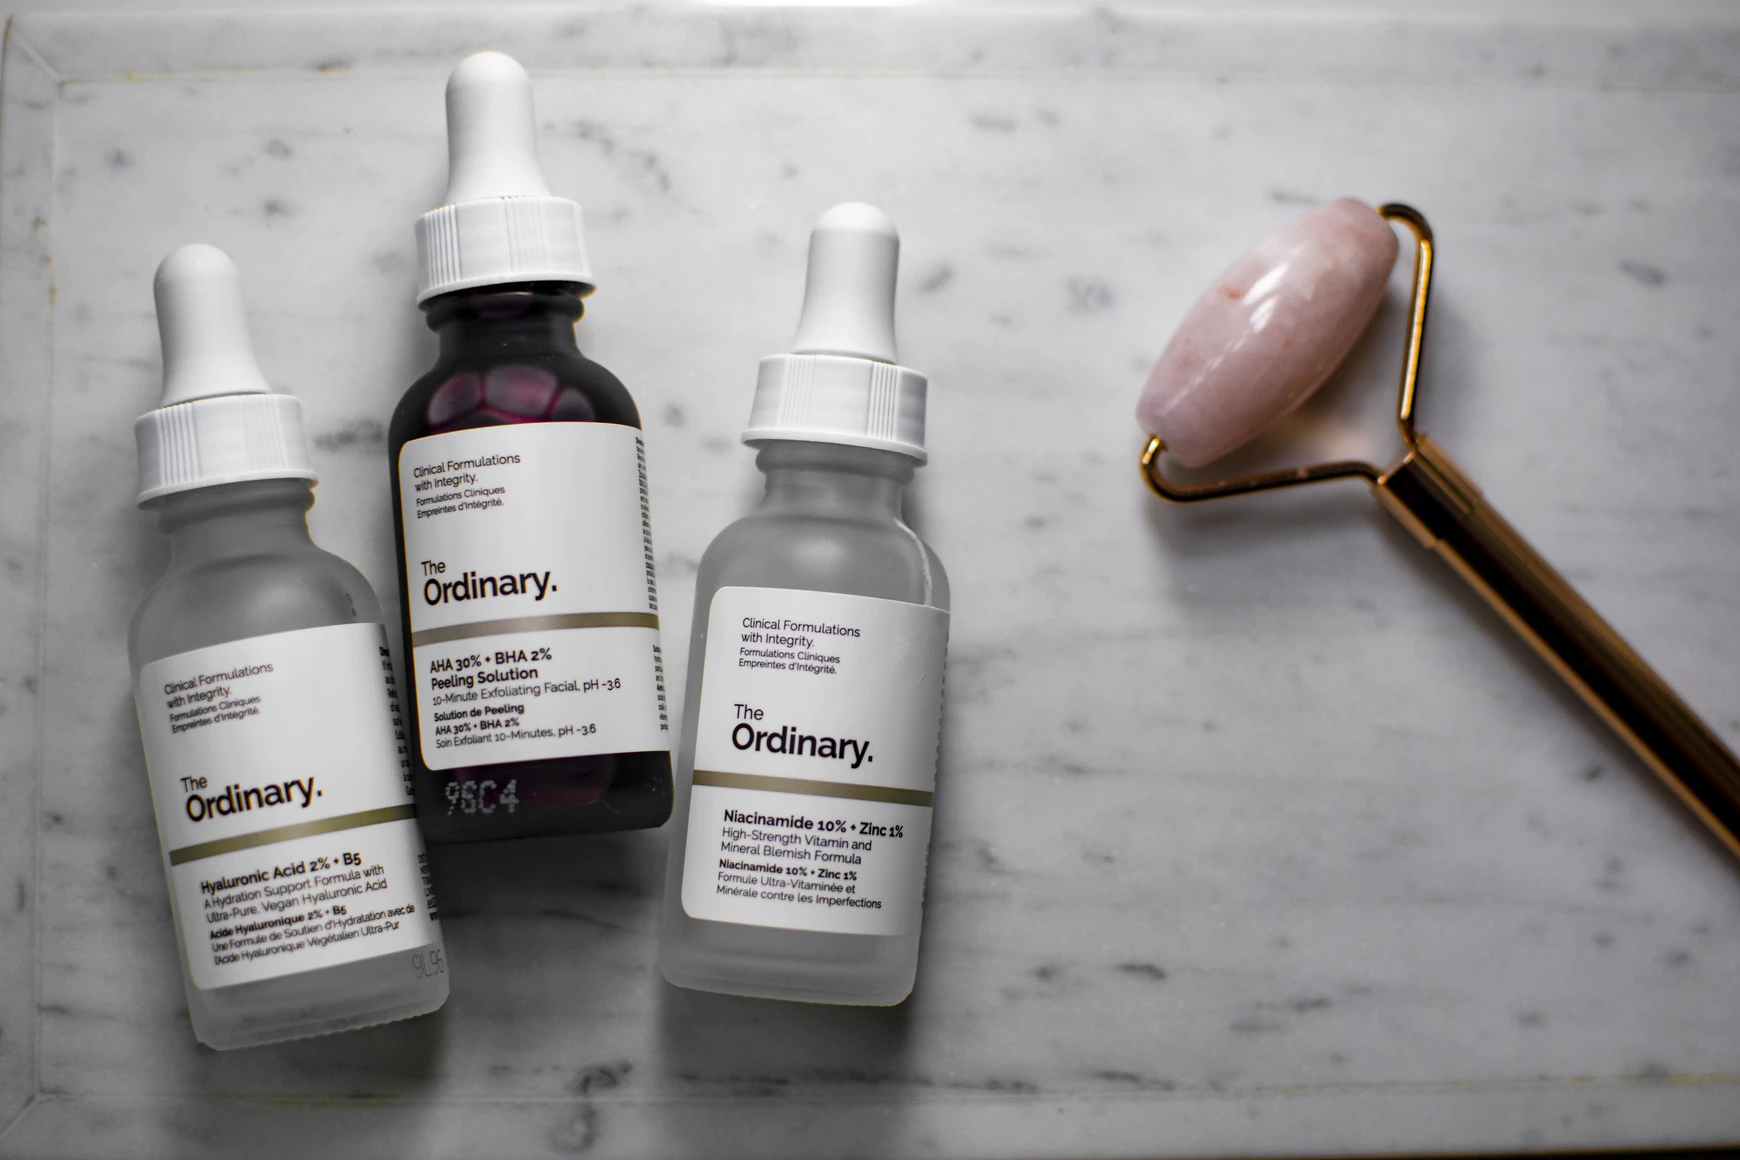 Clinical Formulations
with Integrity.
Formulations Cliniques
Empreintes d'Intégrité.
The
Ordinary.
Hyaluronic Acid 2% + B5
A Hydration Support Formula with
Ultra-Pure, Vegan Hyaluronic Acid
Acide Hyaluronique 2% + B5
Une Formule de Soutien d'Hydratation avec de
l'Acide Hyaluronique Végétalien Ultra-Pur
Clinical Formulations
with Integrity.
Formulations Cliniques
Empreintes d'Intégrité.
The
Ordinary.
AHA 30% + BHA 2%
Peeling Solution
10-Minute Exfoliating Facial, pH ~3.6
Solution de Peeling
AHA 30% + BHA 2%
Soin Exfoliant 10-Minutes, pH ~3.6
Clinical Formulations
with Integrity.
Formulations Cliniques
Empreintes d'Intégrité.
The
Ordinary.
Niacinamide 10% + Zinc 1%
High-Strength Vitamin and
Mineral Blemish Formula
Niacinamide 10% + Zinc 1%
Formule Ultra-Vitaminée et
Minérale contre les Imperfections